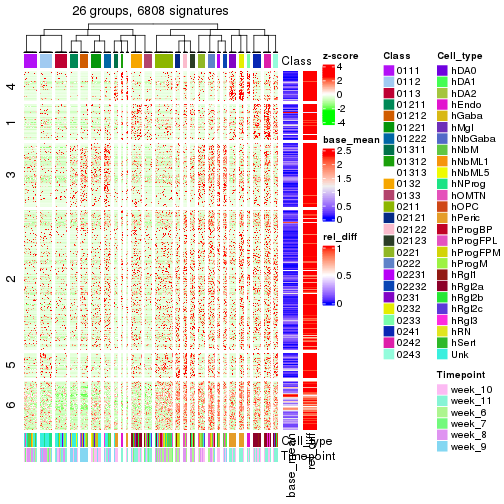 26 groups, 6808 signatures
Class
4
1
3
2
5
6
Cell_type
Timepoint
base_mean
rel_diff
z-score
4
2
0
-2
-4
base_mean
2.5
2
1.5
1
0.5
0
rel_diff
1
0.5
0
Class
0111
0112
0113
01211
01212
01221
01222
01311
01312
01313
0132
0133
0211
02121
02122
02123
0221
0222
02231
02232
0231
0232
0233
0241
0242
0243
Cell_type
hDA0
hDA1
hDA2
hEndo
hGaba
hMgl
hNbGaba
hNbM
hNbML1
hNbML5
hNProg
hOMTN
hOPC
hPeric
hProgBP
hProgFPL
hProgFPM
hProgM
hRgl1
hRgl2a
hRgl2b
hRgl2c
hRgl3
hRN
hSert
Unk
Timepoint
week_10
week_11
week_6
week_7
week_8
week_9